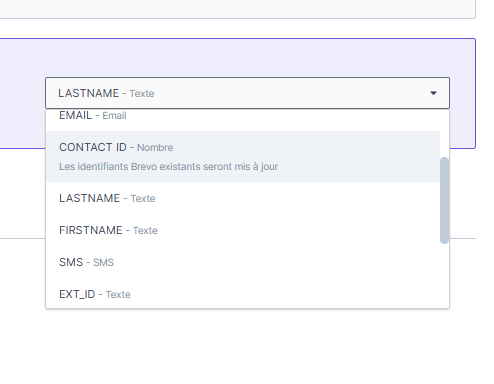 LASTNAME - Texte
EMAIL - Email
CONTACT ID - Nombre
Les identifiants Brevo existants seront mis à jour
LASTNAME - Texte
FIRSTNAME - Texte
SMS - SMS
EXT_ID - Texte